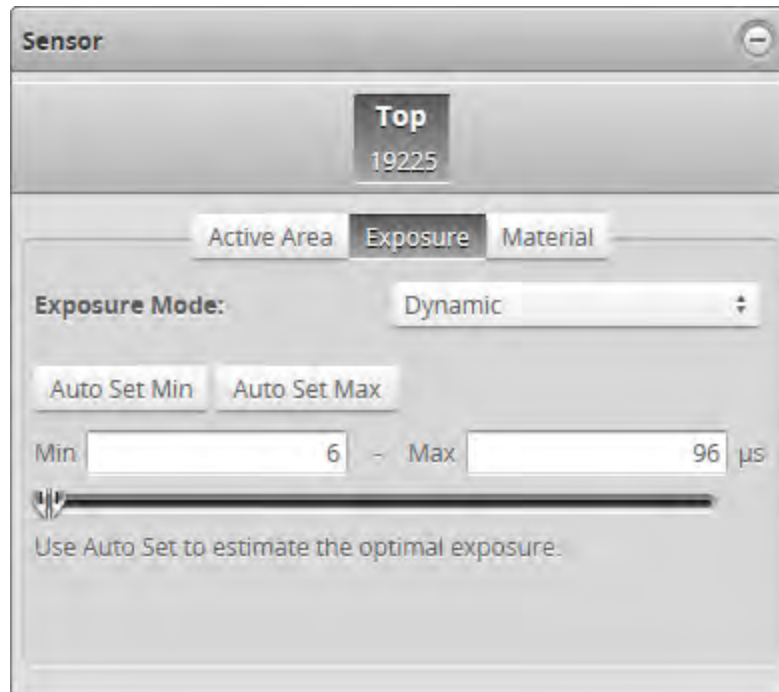 Sensor
Top
19225
Active Area Exposure Material
Exposure Mode: Dynamic
Auto Set Min Auto Set Max
Min 6 - Max 96 µs
Use Auto Set to estimate the optimal exposure.